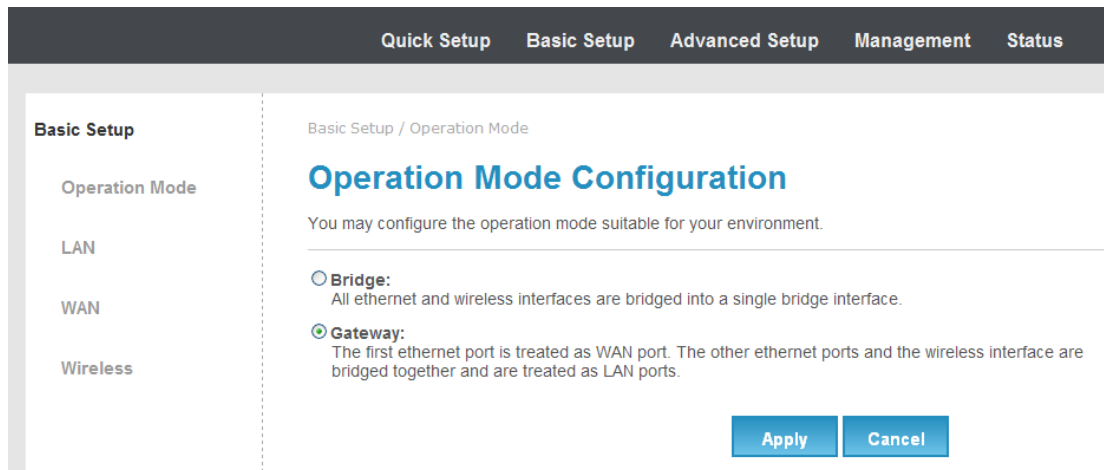 Quick Setup Basic Setup Advanced Setup Management Status
Basic Setup
Operation Mode
LAN
WAN
Wireless
Basic Setup / Operation Mode
Operation Mode Configuration
You may configure the operation mode suitable for your environment.
Bridge:
All ethernet and wireless interfaces are bridged into a single bridge interface.
Gateway:
The first ethernet port is treated as WAN port. The other ethernet ports and the wireless interface are
bridged together and are treated as LAN ports.
Apply Cancel